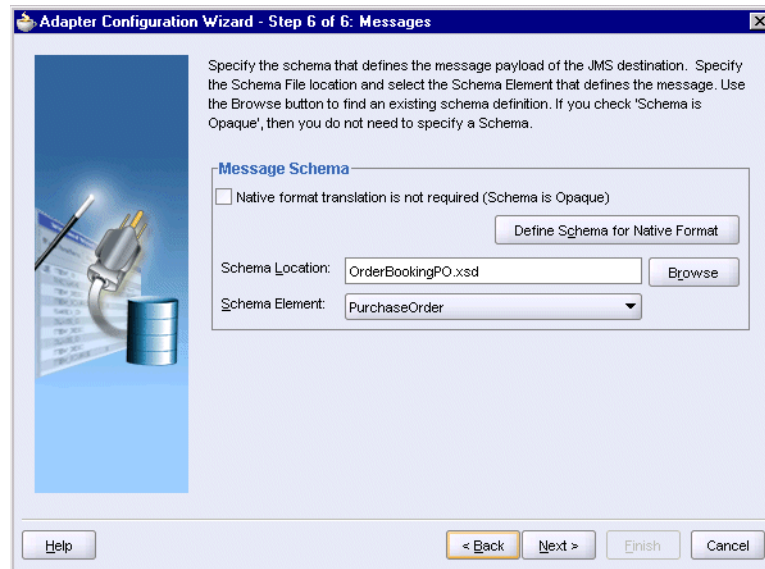 Adapter Configuration Wizard - Step 6 of 6: Messages
Specify the schema that defines the message payload of the JMS destination. Specify
the Schema File location and select the Schema Element that defines the message. Use
the Browse button to find an existing schema definition. If you check 'Schema is
Opaque', then you do not need to specify a Schema.
Message Schema
Native format translation is not required (Schema is Opaque)
Define Schema for Native Format
Schema Location: OrderBookingPO.xsd Browse
Schema Element: PurchaseOrder
Help < Back Next > Finish Cancel